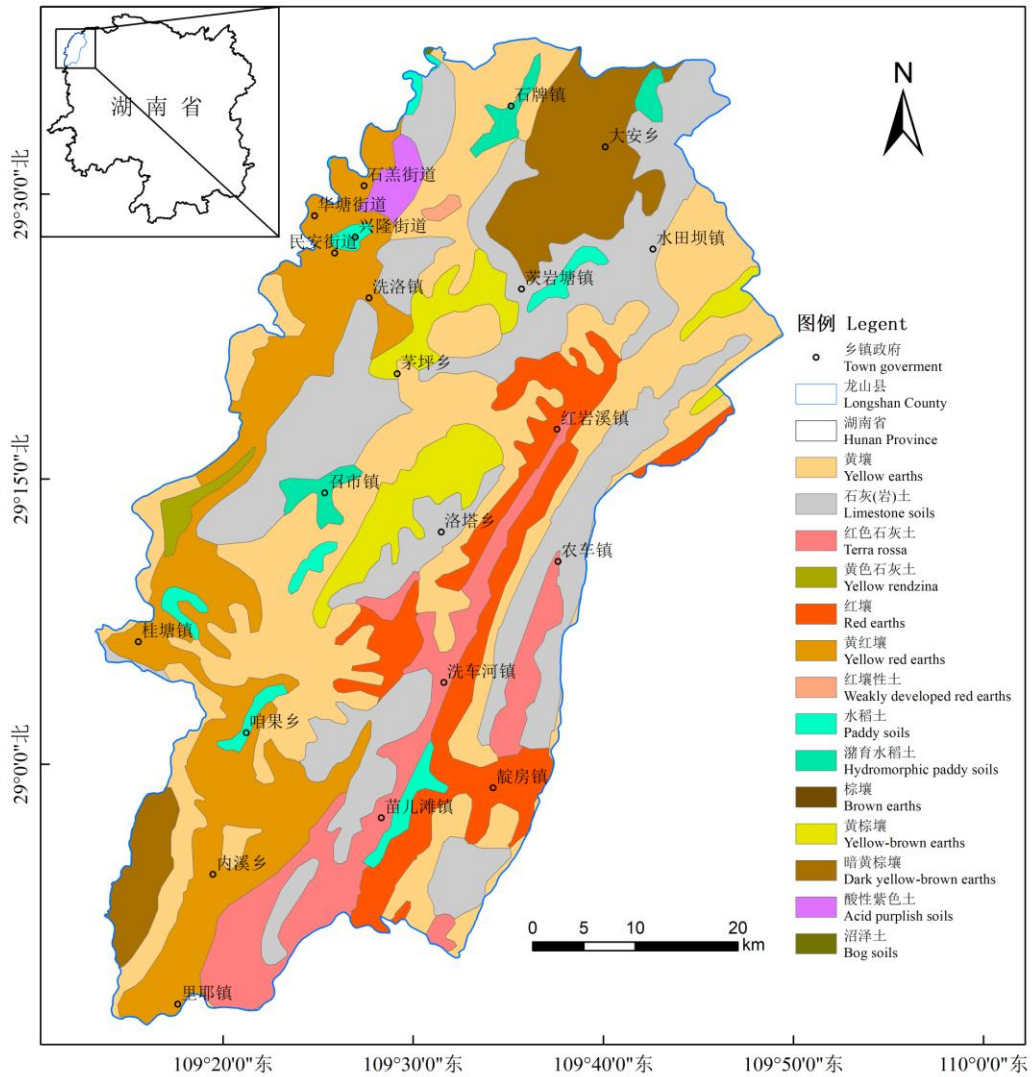 湖南省
N
石牌镇
大安乡
石羔街道
华塘街道
兴隆街道
民安街道
水田坝镇
洗洛镇
茨岩塘镇
茅坪乡
红岩溪镇
召市镇
洛塔乡
农车镇
桂塘镇
洗车河镇
咱果乡
靛房镇
苗儿滩镇
内溪乡
里耶镇
29°30'0"北
29°15'0"北
29°0'0"北
图例 Legent
乡镇政府
Town goverment
龙山县
Longshan County
湖南省
Hunan Province
黄壤
Yellow earths
石灰(岩)土
Limestone soils
红色石灰土
Terra rossa
黄色石灰土
Yellow rendzina
红壤
Red earths
黄红壤
Yellow red earths
红壤性土
Weakly developed red earths
水稻土
Paddy soils
潴育水稻土
Hydromorphic paddy soils
棕壤
Brown earths
黄棕壤
Yellow-brown earths
暗黄棕壤
Dark yellow-brown earths
酸性紫色土
Acid purplish soils
沼泽土
Bog soils
0 5 10 20
km
109°20'0"东 109°30'0"东 109°40'0"东 109°50'0"东 110°0'0"东